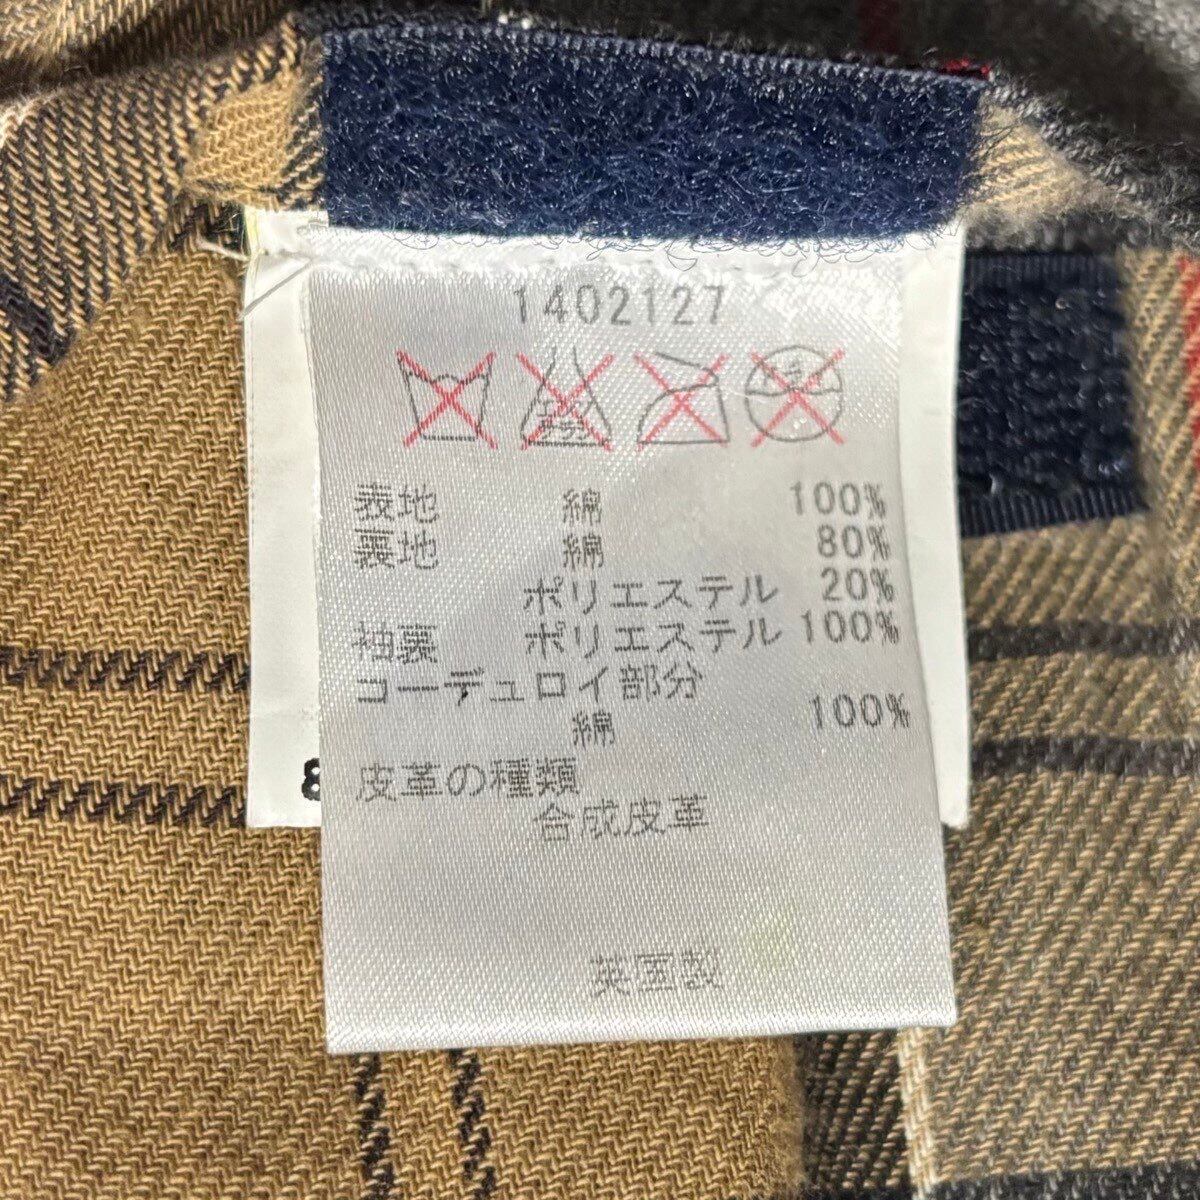 1402127
表地 綿 100%
裏地 綿 80%
ポリエステル 20%
袖裏 ポリエステル 100%
コーデュロイ部分
綿 100%
8
皮革の種類
合成皮革
英国製